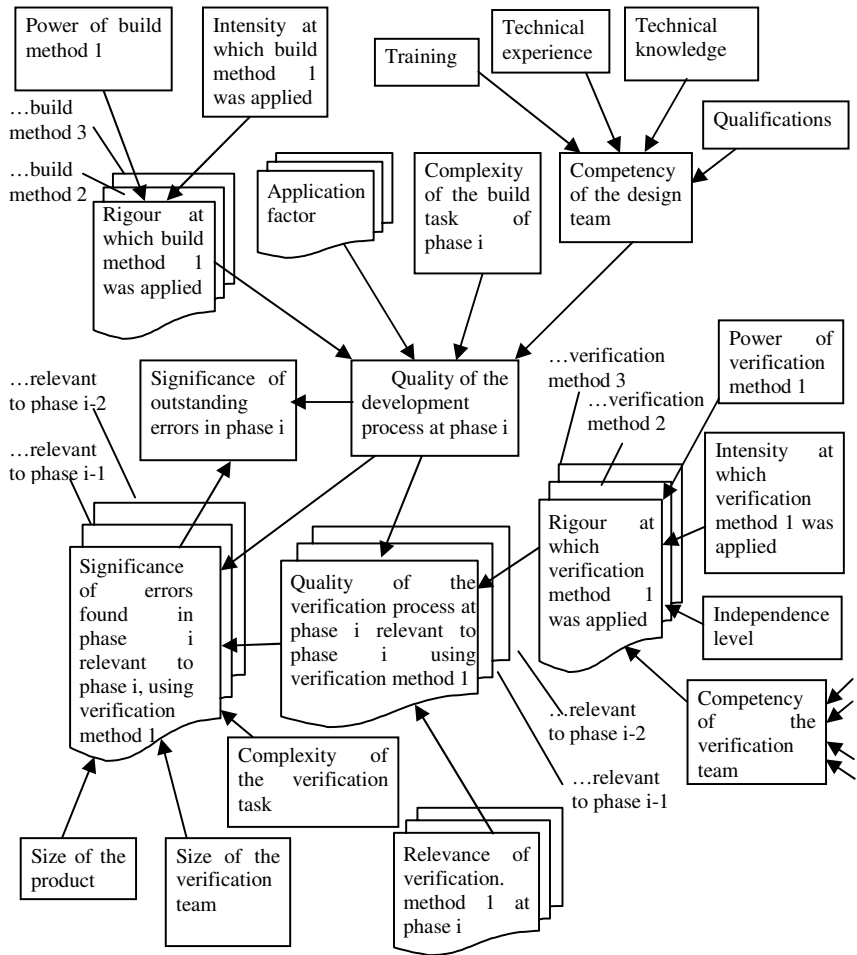 Power of build
method 1
Intensity at
which build
method 1
was applied
Training
Technical
experience
Technical
knowledge
Qualifications
…build
method 3
…build
method 2
Rigour at
which build
method 1
was applied
Application
factor
Complexity
of the build
task of
phase i
Competency
of the design
team
…relevant
to phase i-2
…relevant
to phase i-1
Significance of
outstanding
errors in phase i
Quality of the
development
process at phase i
…verification
method 3
…verification
method 2
Power of
verification
method 1
Intensity at
which
verification
method 1 was
applied
Significance
of errors
found in
phase i
relevant to
phase i, using
verification
method 1
Quality of the
verification process at
phase i relevant to
phase i using
verification method 1
Rigour at
which
verification
method 1
was applied
Independence
level
Competency
of the
verification
team
…relevant
to phase i-2
…relevant
to phase i-1
Complexity of
the verification
task
Size of the
product
Size of the
verification
team
Relevance of
verification.
method 1 at
phase i